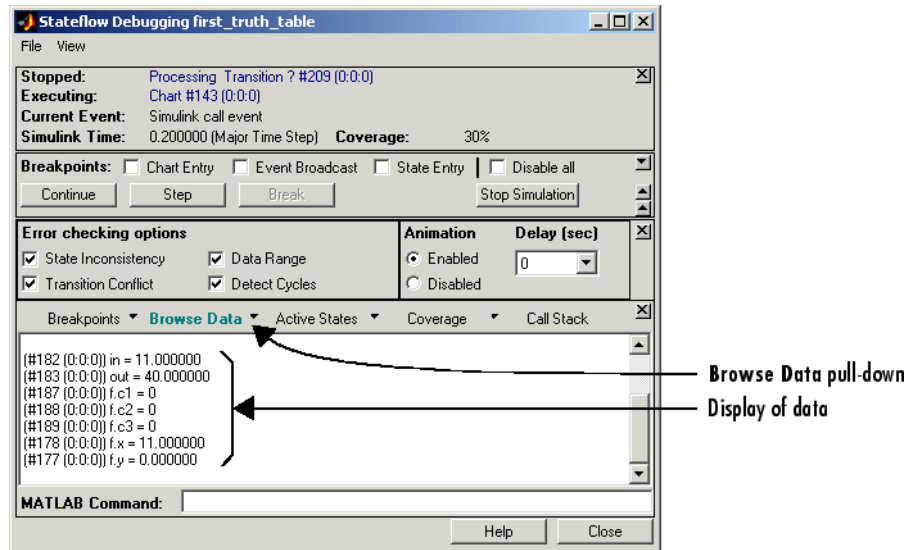 Stateflow Debugging first_truth_table
File View
Stopped: Processing Transition ? #209 (0:0:0)
Executing: Chart #143 (0:0:0)
Current Event: Simulink call event
Simulink Time: 0.200000 (Major Time Step) Coverage: 30%
Breakpoints: Chart Entry Event Broadcast State Entry Disable all
Continue Step Break Stop Simulation
Error checking options Animation Delay (sec)
State Inconsistency Data Range Enabled 0
Transition Conflict Detect Cycles Disabled
Breakpoints Browse Data Active States Coverage Call Stack
(#182 (0:0:0)) in = 11.000000
(#183 (0:0:0)) out = 40.000000
(#187 (0:0:0)) f.c1 = 0
(#188 (0:0:0)) f.c2 = 0
(#189 (0:0:0)) f.c3 = 0
(#178 (0:0:0)) f.x = 11.000000
(#177 (0:0:0)) f.y = 0.000000
Browse Data pull-down
Display of data
MATLAB Command:
Help Close